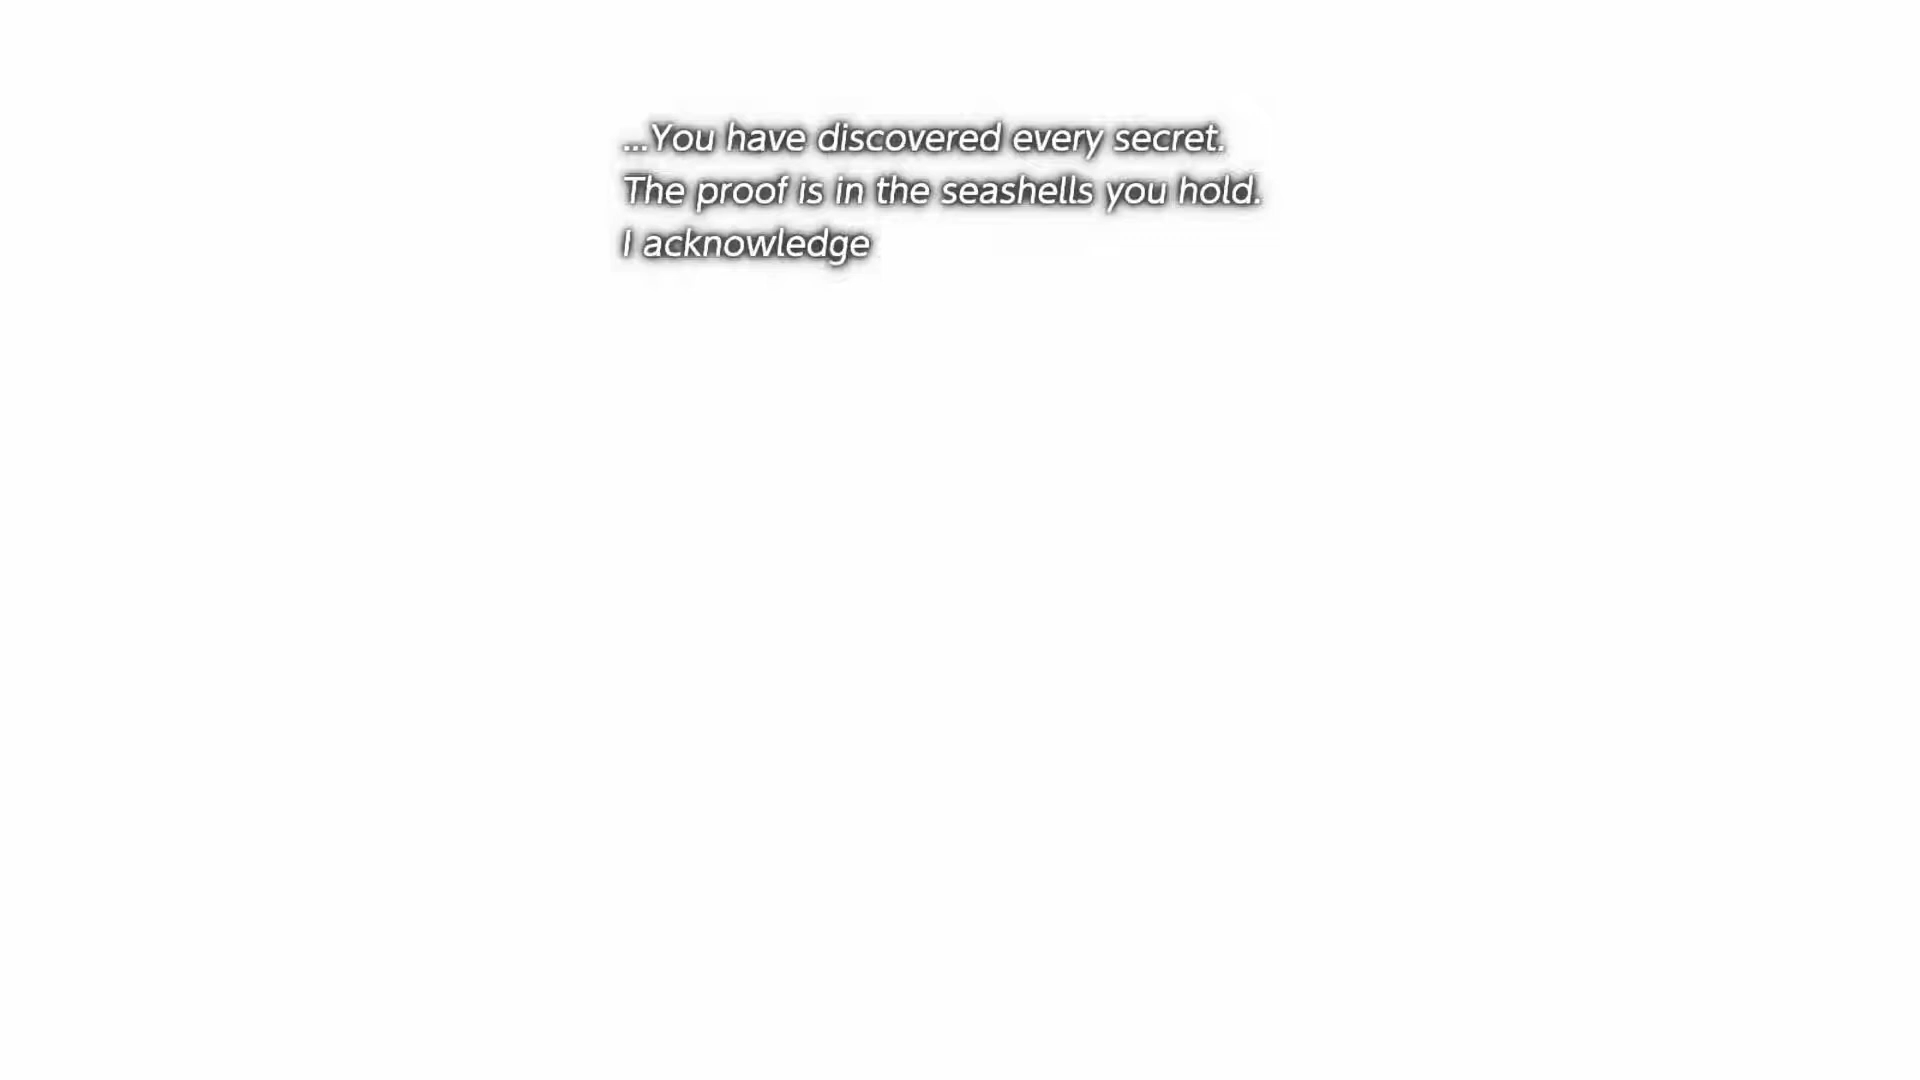 ...You have discovered every secret.
The proof is in the seashells you hold.
I acknowledge